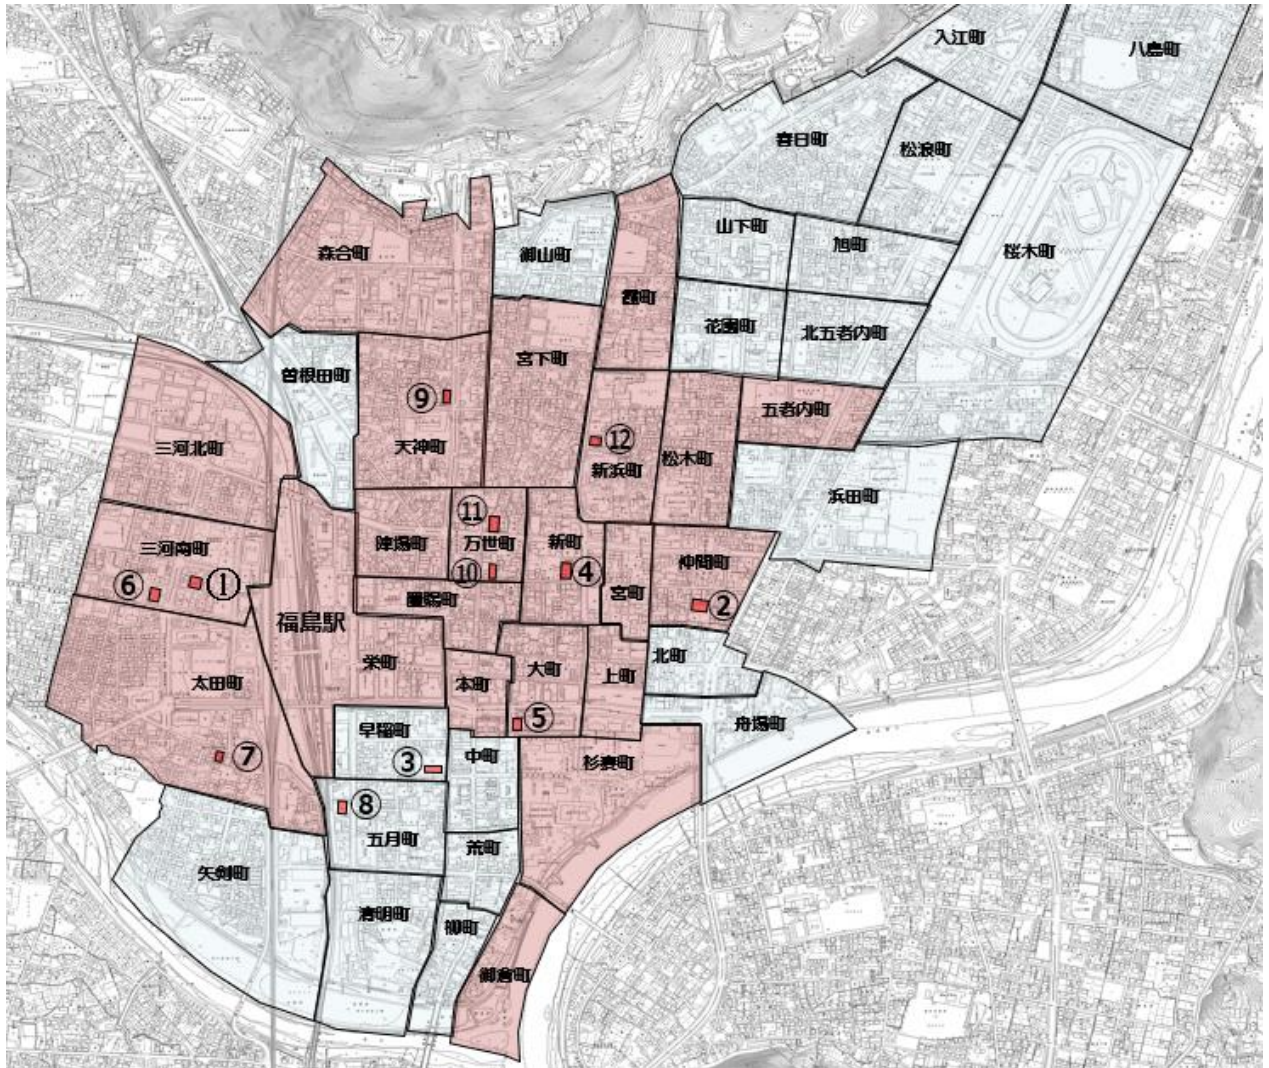 入江町
八島町
春日町
松浪町
山下町
旭町
桜木町
森合町
御山町
霞町
花園町
北五老内町
曽根田町
宮下町
五老内町
⑨
天神町
⑫
新浜町
松木町
三河北町
浜田町
⑪
三河南町
陣場町
万世町
新町
仲間町
⑥
①
⑩
④
置賜町
宮町
②
福島駅
栄町
大町
上町
北町
太田町
本町
早稲町
⑤
舟場町
⑦
③
中町
杉妻町
⑧
五月町
荒町
矢剣町
清明町
柳町
御倉町